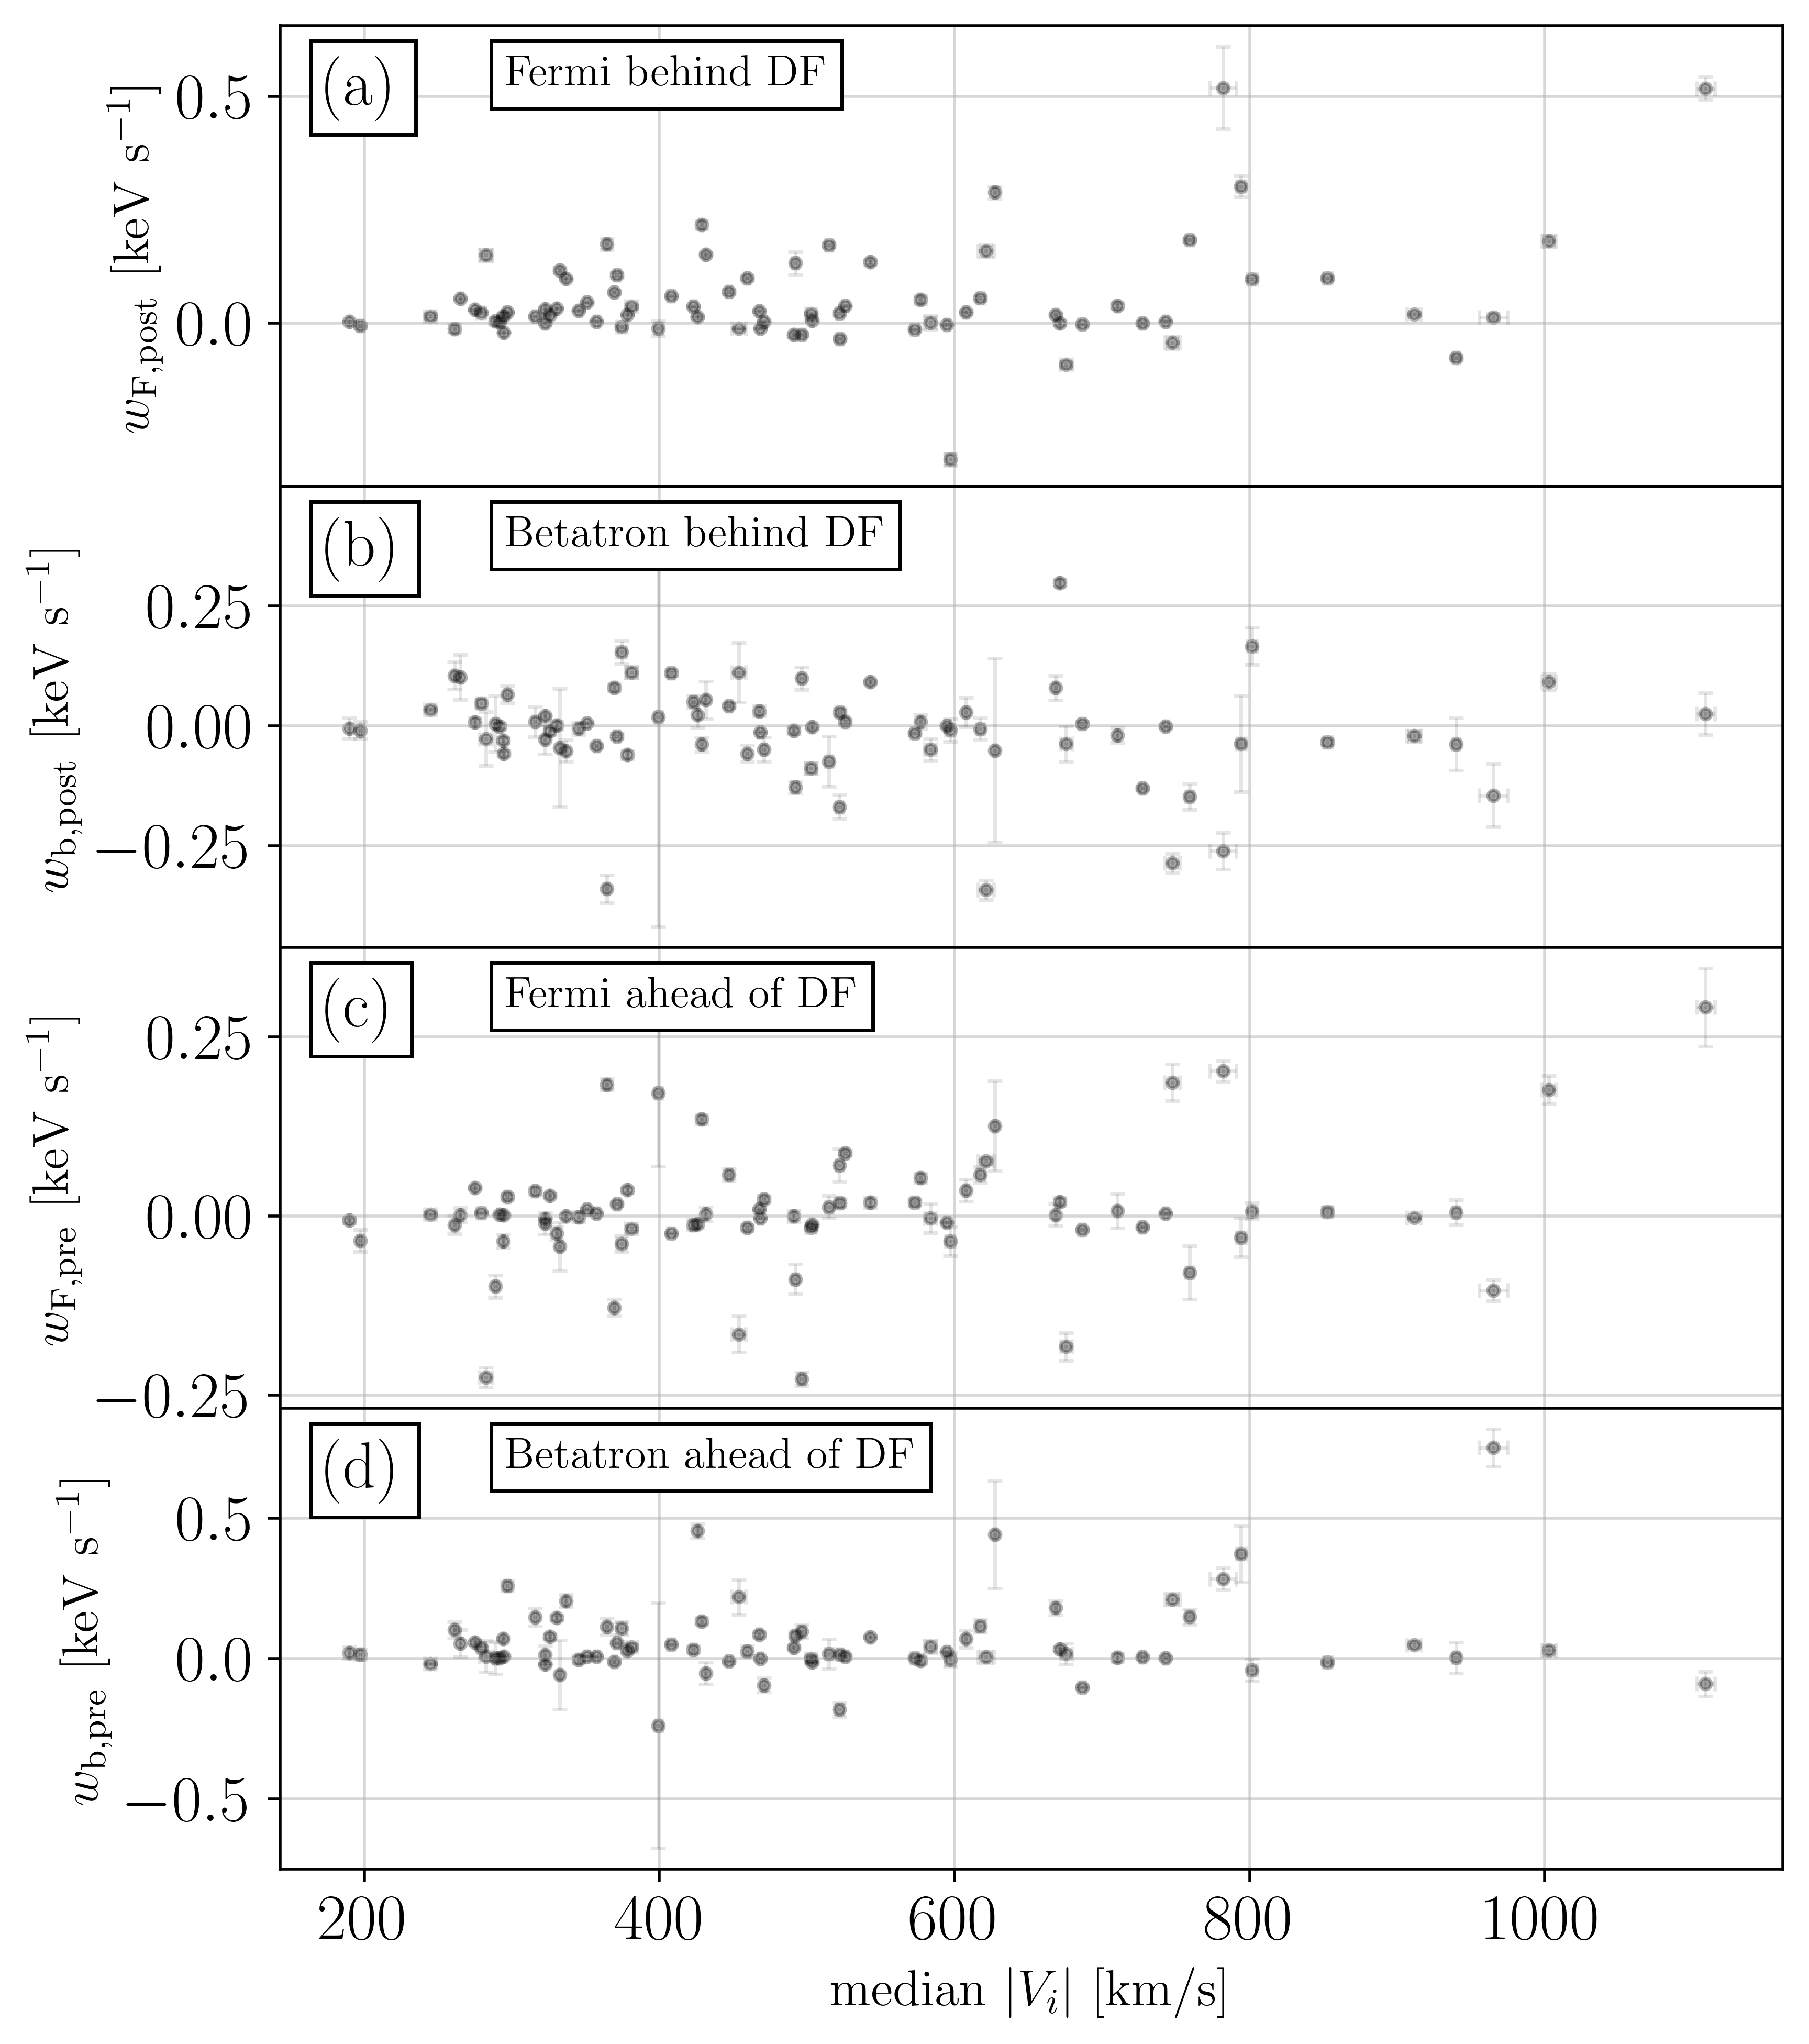 (a) Fermi behind DF
0.5
0.0
w_F,post [keV s⁻¹]
(b) Betatron behind DF
0.25
0.00
−0.25
w_b,post [keV s⁻¹]
(c) Fermi ahead of DF
0.25
0.00
−0.25
w_F,pre [keV s⁻¹]
(d) Betatron ahead of DF
0.5
0.0
−0.5
w_b,pre [keV s⁻¹]
200 400 600 800 1000
median |V_i| [km/s]